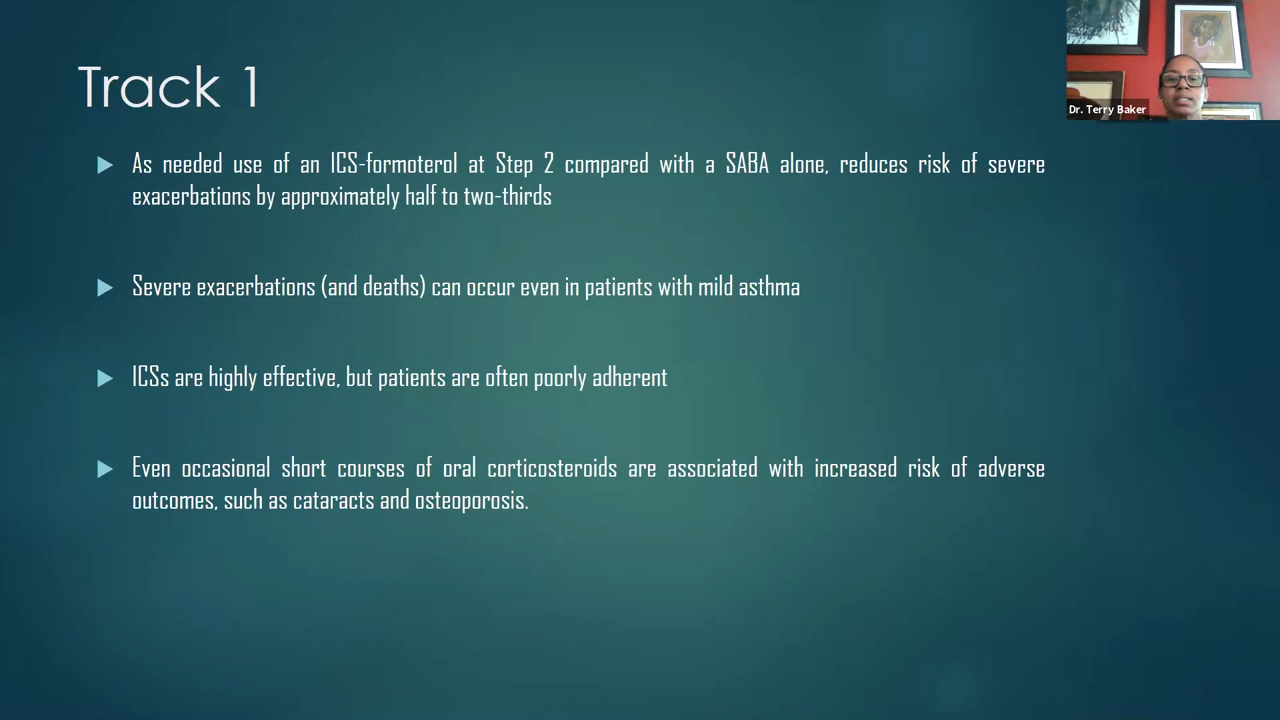 Track 1
As needed use of an ICS-formoterol at Step 2 compared with a SABA alone, reduces risk of severe
exacerbations by approximately half to two-thirds
Severe exacerbations (and deaths) can occur even in patients with mild asthma
ICSs are highly effective, but patients are often poorly adherent
Even occasional short courses of oral corticosteroids are associated with increased risk of adverse
outcomes, such as cataracts and osteoporosis.
Dr. Terry Baker